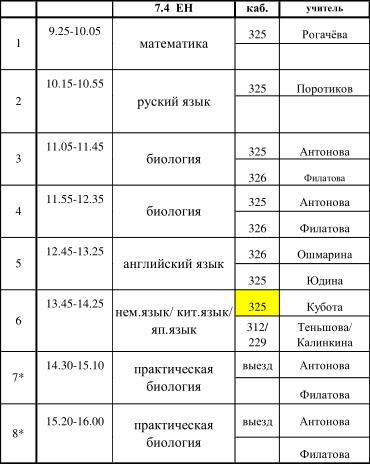 7.4 ЕН каб. учитель
1 9.25-10.05 математика 325 Рогачёва
2 10.15-10.55 руский язык 325 Поротиков
3 11.05-11.45 биология 325 Антонова
326 Филатова
4 11.55-12.35 биология 325 Антонова
326 Филатова
5 12.45-13.25 английский язык 326 Ошмарина
325 Юдина
6 13.45-14.25 нем.язык/ кит.язык/ 325 Кубота
яп.язык 312/ Теньшова/
229 Калинкина
7* 14.30-15.10 практическая выезд Антонова
биология Филатова
8* 15.20-16.00 практическая выезд Антонова
биология Филатова